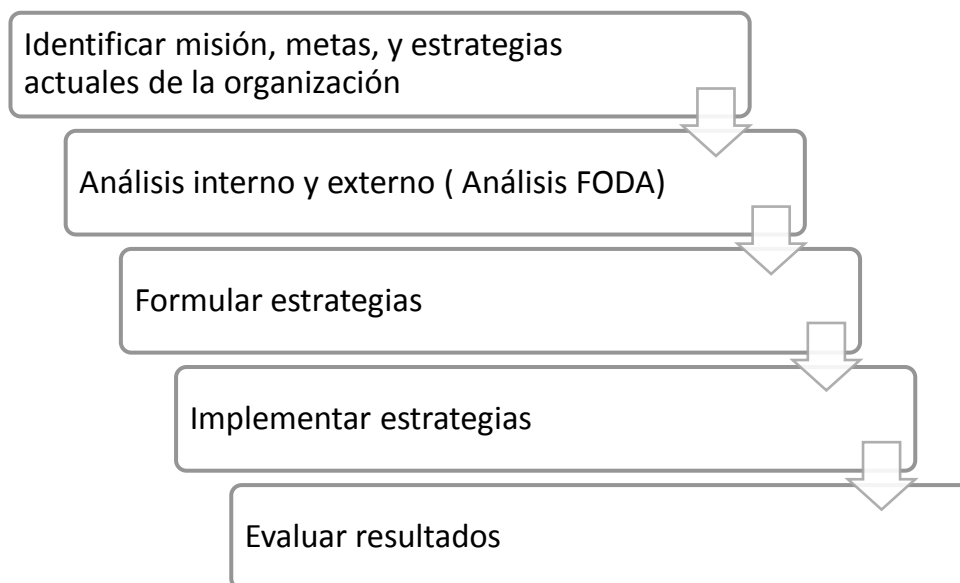 Identificar misión, metas, y estrategias
actuales de la organización
Análisis interno y externo ( Análisis FODA)
Formular estrategias
Implementar estrategias
Evaluar resultados